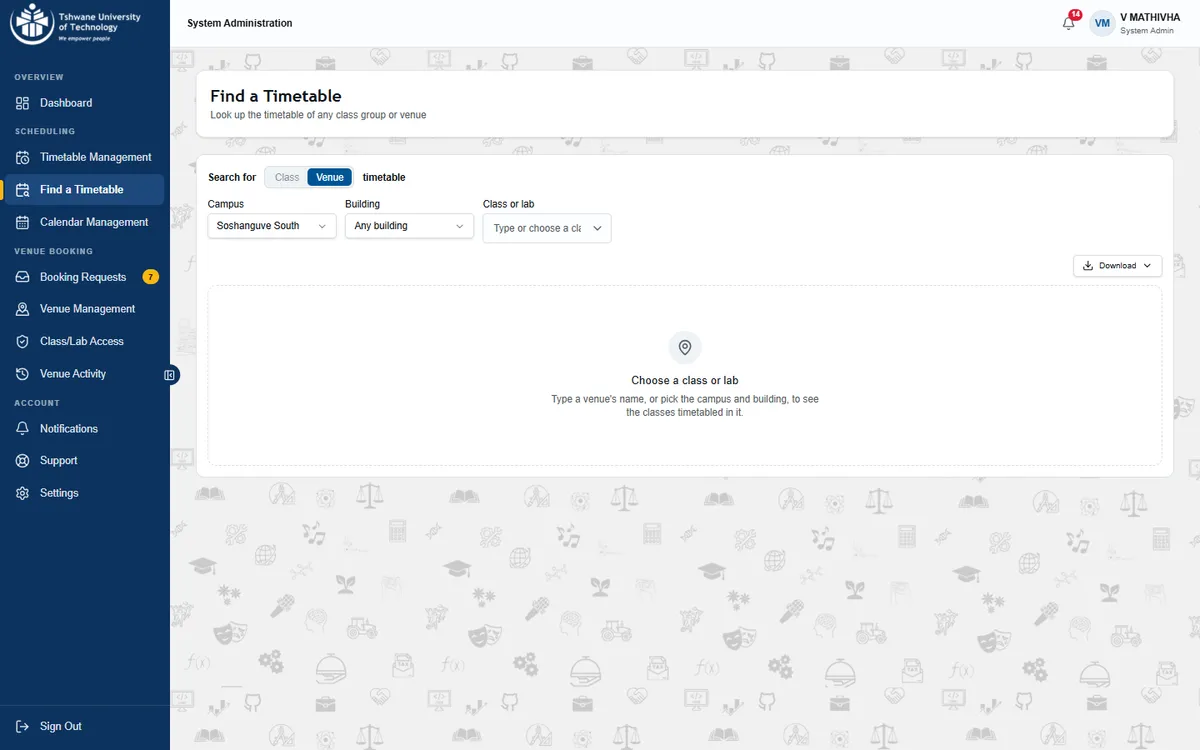 Tshwane University
of Technology
We empower people
System Administration
14
VM
V MATHIVHA
System Admin
OVERVIEW
Dashboard
SCHEDULING
Timetable Management
Find a Timetable
Calendar Management
VENUE BOOKING
Booking Requests
7
Venue Management
Class/Lab Access
Venue Activity
ACCOUNT
Notifications
Support
Settings
Sign Out
Find a Timetable
Look up the timetable of any class group or venue
Search for Class Venue timetable
Campus Building Class or lab
Soshanguve South Any building Type or choose a cla
Download
Choose a class or lab
Type a venue's name, or pick the campus and building, to see
the classes timetabled in it.